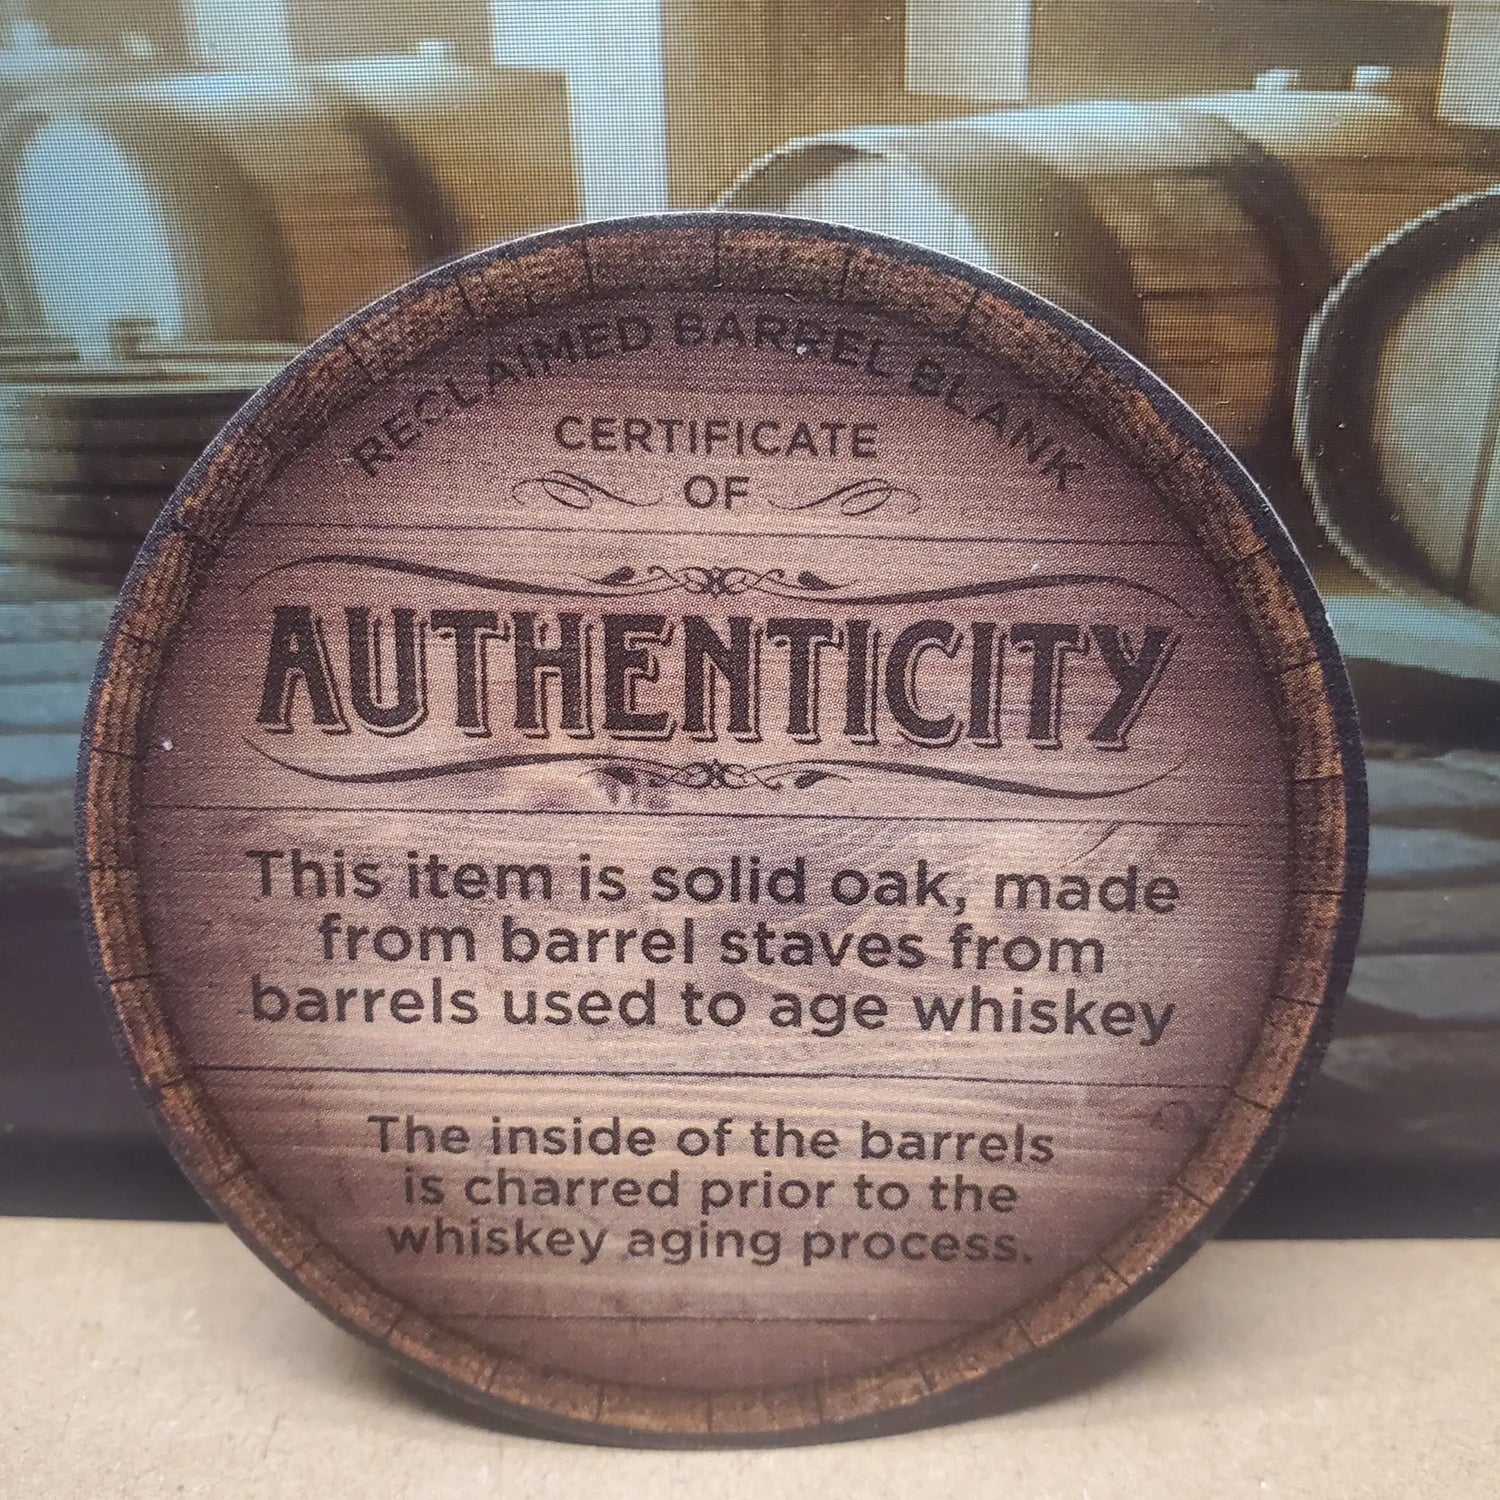 RECLAIMED BARREL BLANK
CERTIFICATE
OF
AUTHENTICITY
This item is solid oak, made
from barrel staves from
barrels used to age whiskey
The inside of the barrels
is charred prior to the
whiskey aging process.